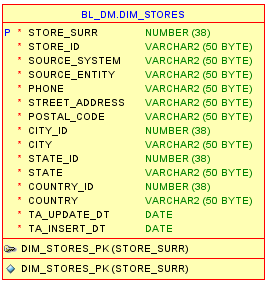 BL_DM.DIM_STORES
P * STORE_SURR NUMBER (38)
* STORE_ID VARCHAR2 (50 BYTE)
* SOURCE_SYSTEM VARCHAR2 (50 BYTE)
* SOURCE_ENTITY VARCHAR2 (50 BYTE)
* PHONE VARCHAR2 (50 BYTE)
* STREET_ADDRESS VARCHAR2 (50 BYTE)
* POSTAL_CODE VARCHAR2 (50 BYTE)
* CITY_ID NUMBER (38)
* CITY VARCHAR2 (50 BYTE)
* STATE_ID NUMBER (38)
* STATE VARCHAR2 (50 BYTE)
* COUNTRY_ID NUMBER (38)
* COUNTRY VARCHAR2 (50 BYTE)
* TA_UPDATE_DT DATE
* TA_INSERT_DT DATE
DIM_STORES_PK (STORE_SURR)
DIM_STORES_PK (STORE_SURR)